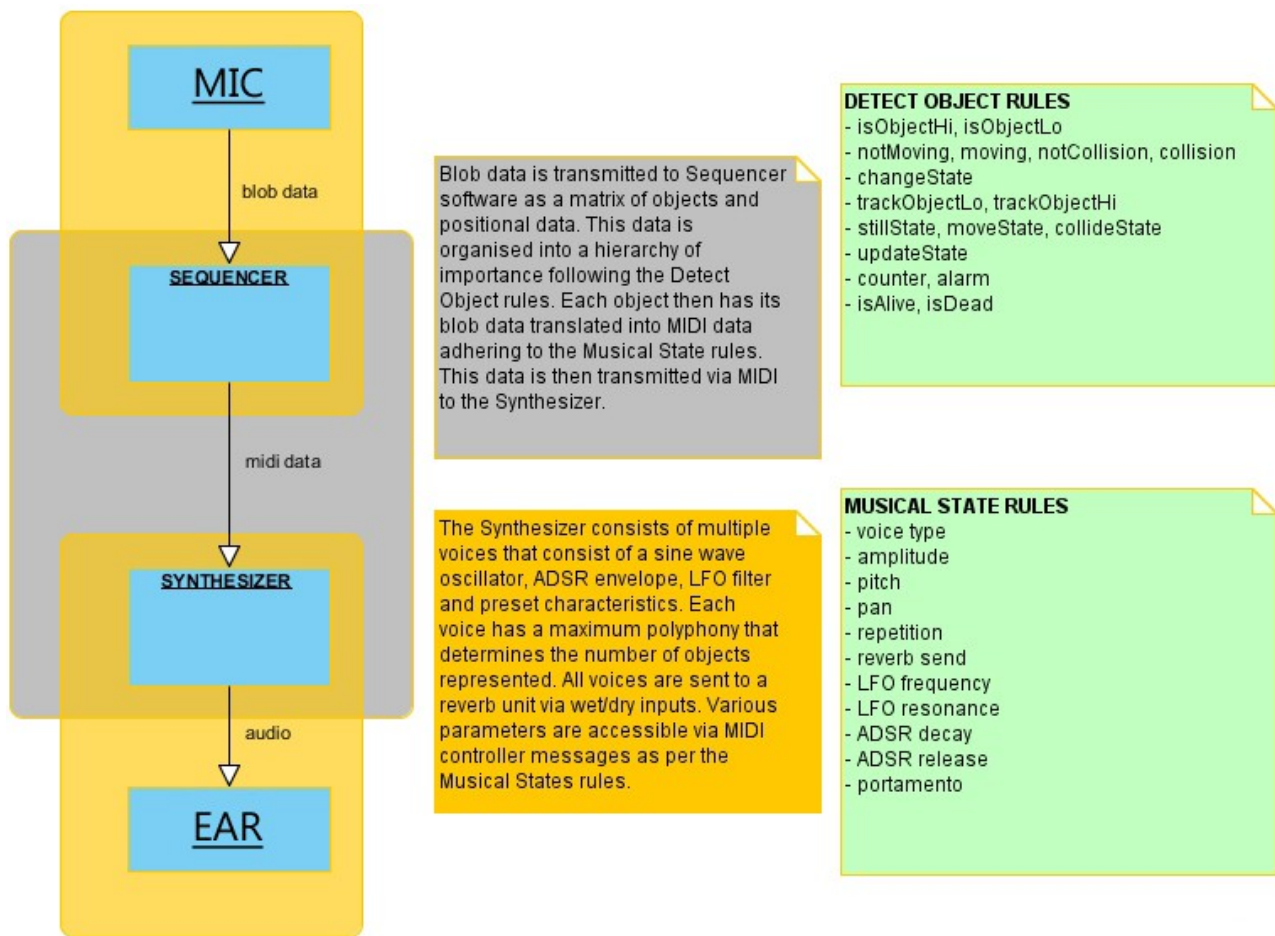 MIC
blob data
SEQUENCER
midi data
SYNTHESIZER
audio
EAR
Blob data is transmitted to Sequencer
software as a matrix of objects and
positional data. This data is
organised into a hierarchy of
importance following the Detect
Object rules. Each object then has its
blob data translated into MIDI data
adhering to the Musical State rules.
This data is then transmitted via MIDI
to the Synthesizer.
The Synthesizer consists of multiple
voices that consist of a sine wave
oscillator, ADSR envelope, LFO filter
and preset characteristics. Each
voice has a maximum polyphony that
determines the number of objects
represented. All voices are sent to a
reverb unit via wet/dry inputs. Various
parameters are accessible via MIDI
controller messages as per the
Musical States rules.
DETECT OBJECT RULES
- isObjectHi, isObjectLo
- notMoving, moving, notCollision, collision
- changeState
- trackObjectLo, trackObjectHi
- stillState, moveState, collideState
- updateState
- counter, alarm
- isAlive, isDead
MUSICAL STATE RULES
- voice type
- amplitude
- pitch
- pan
- repetition
- reverb send
- LFO frequency
- LFO resonance
- ADSR decay
- ADSR release
- portamento